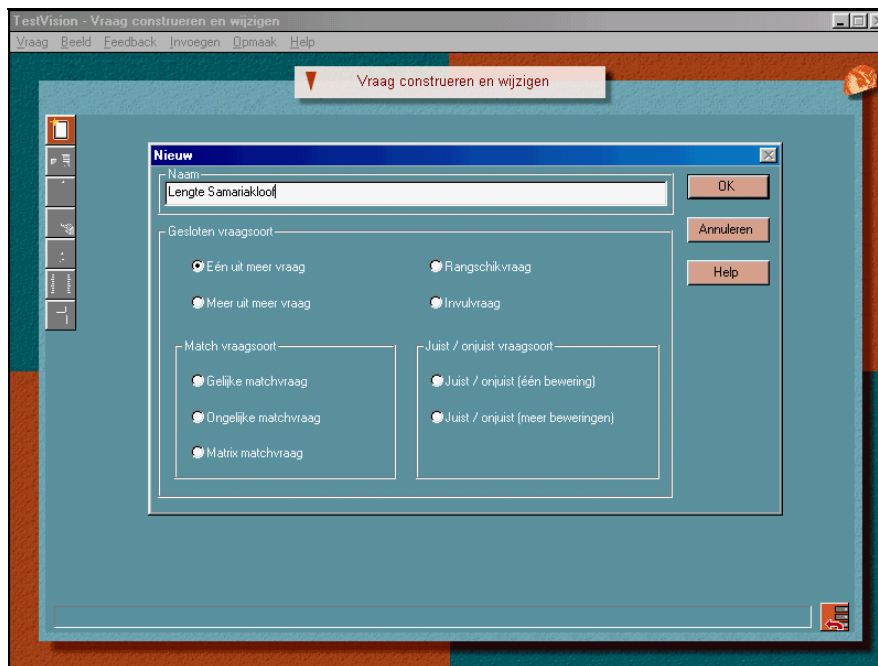 TestVision - Vraag construeren en wijzigen
Vraag Beeld Feedback Invoegen Opmaak Help
Vraag construeren en wijzigen
Nieuw
Naam
Lengte Samariakloof
OK
Gesloten vraagsoort
Annuleren
Eén uit meer vraag
Rangschikvraag
Help
Meer uit meer vraag
Invulvraag
Match vraagsoort
Juist / onjuist vraagsoort
Gelijke matchvraag
Juist / onjuist (één bewering)
Ongelijke matchvraag
Juist / onjuist (meer beweringen)
Matrix matchvraag